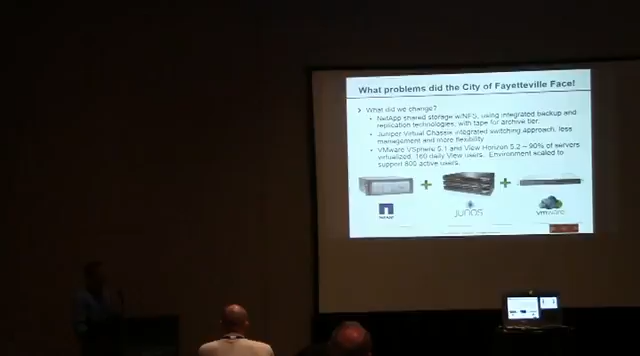 What problems did the City of Fayetteville Face!
What did we change?
NetApp shared storage w/NFS, using integrated backup and
replication technologies, with tape for archive tier.
Juniper Virtual Chassis integrated switching approach, less
management and more flexibility
VMware VSphere 5.1 and View Horizon 5.2 – 90% of servers
virtualized, 160 daily View users. Environment scaled to
support 800 active users.
NetApp
JUNOS
vmware